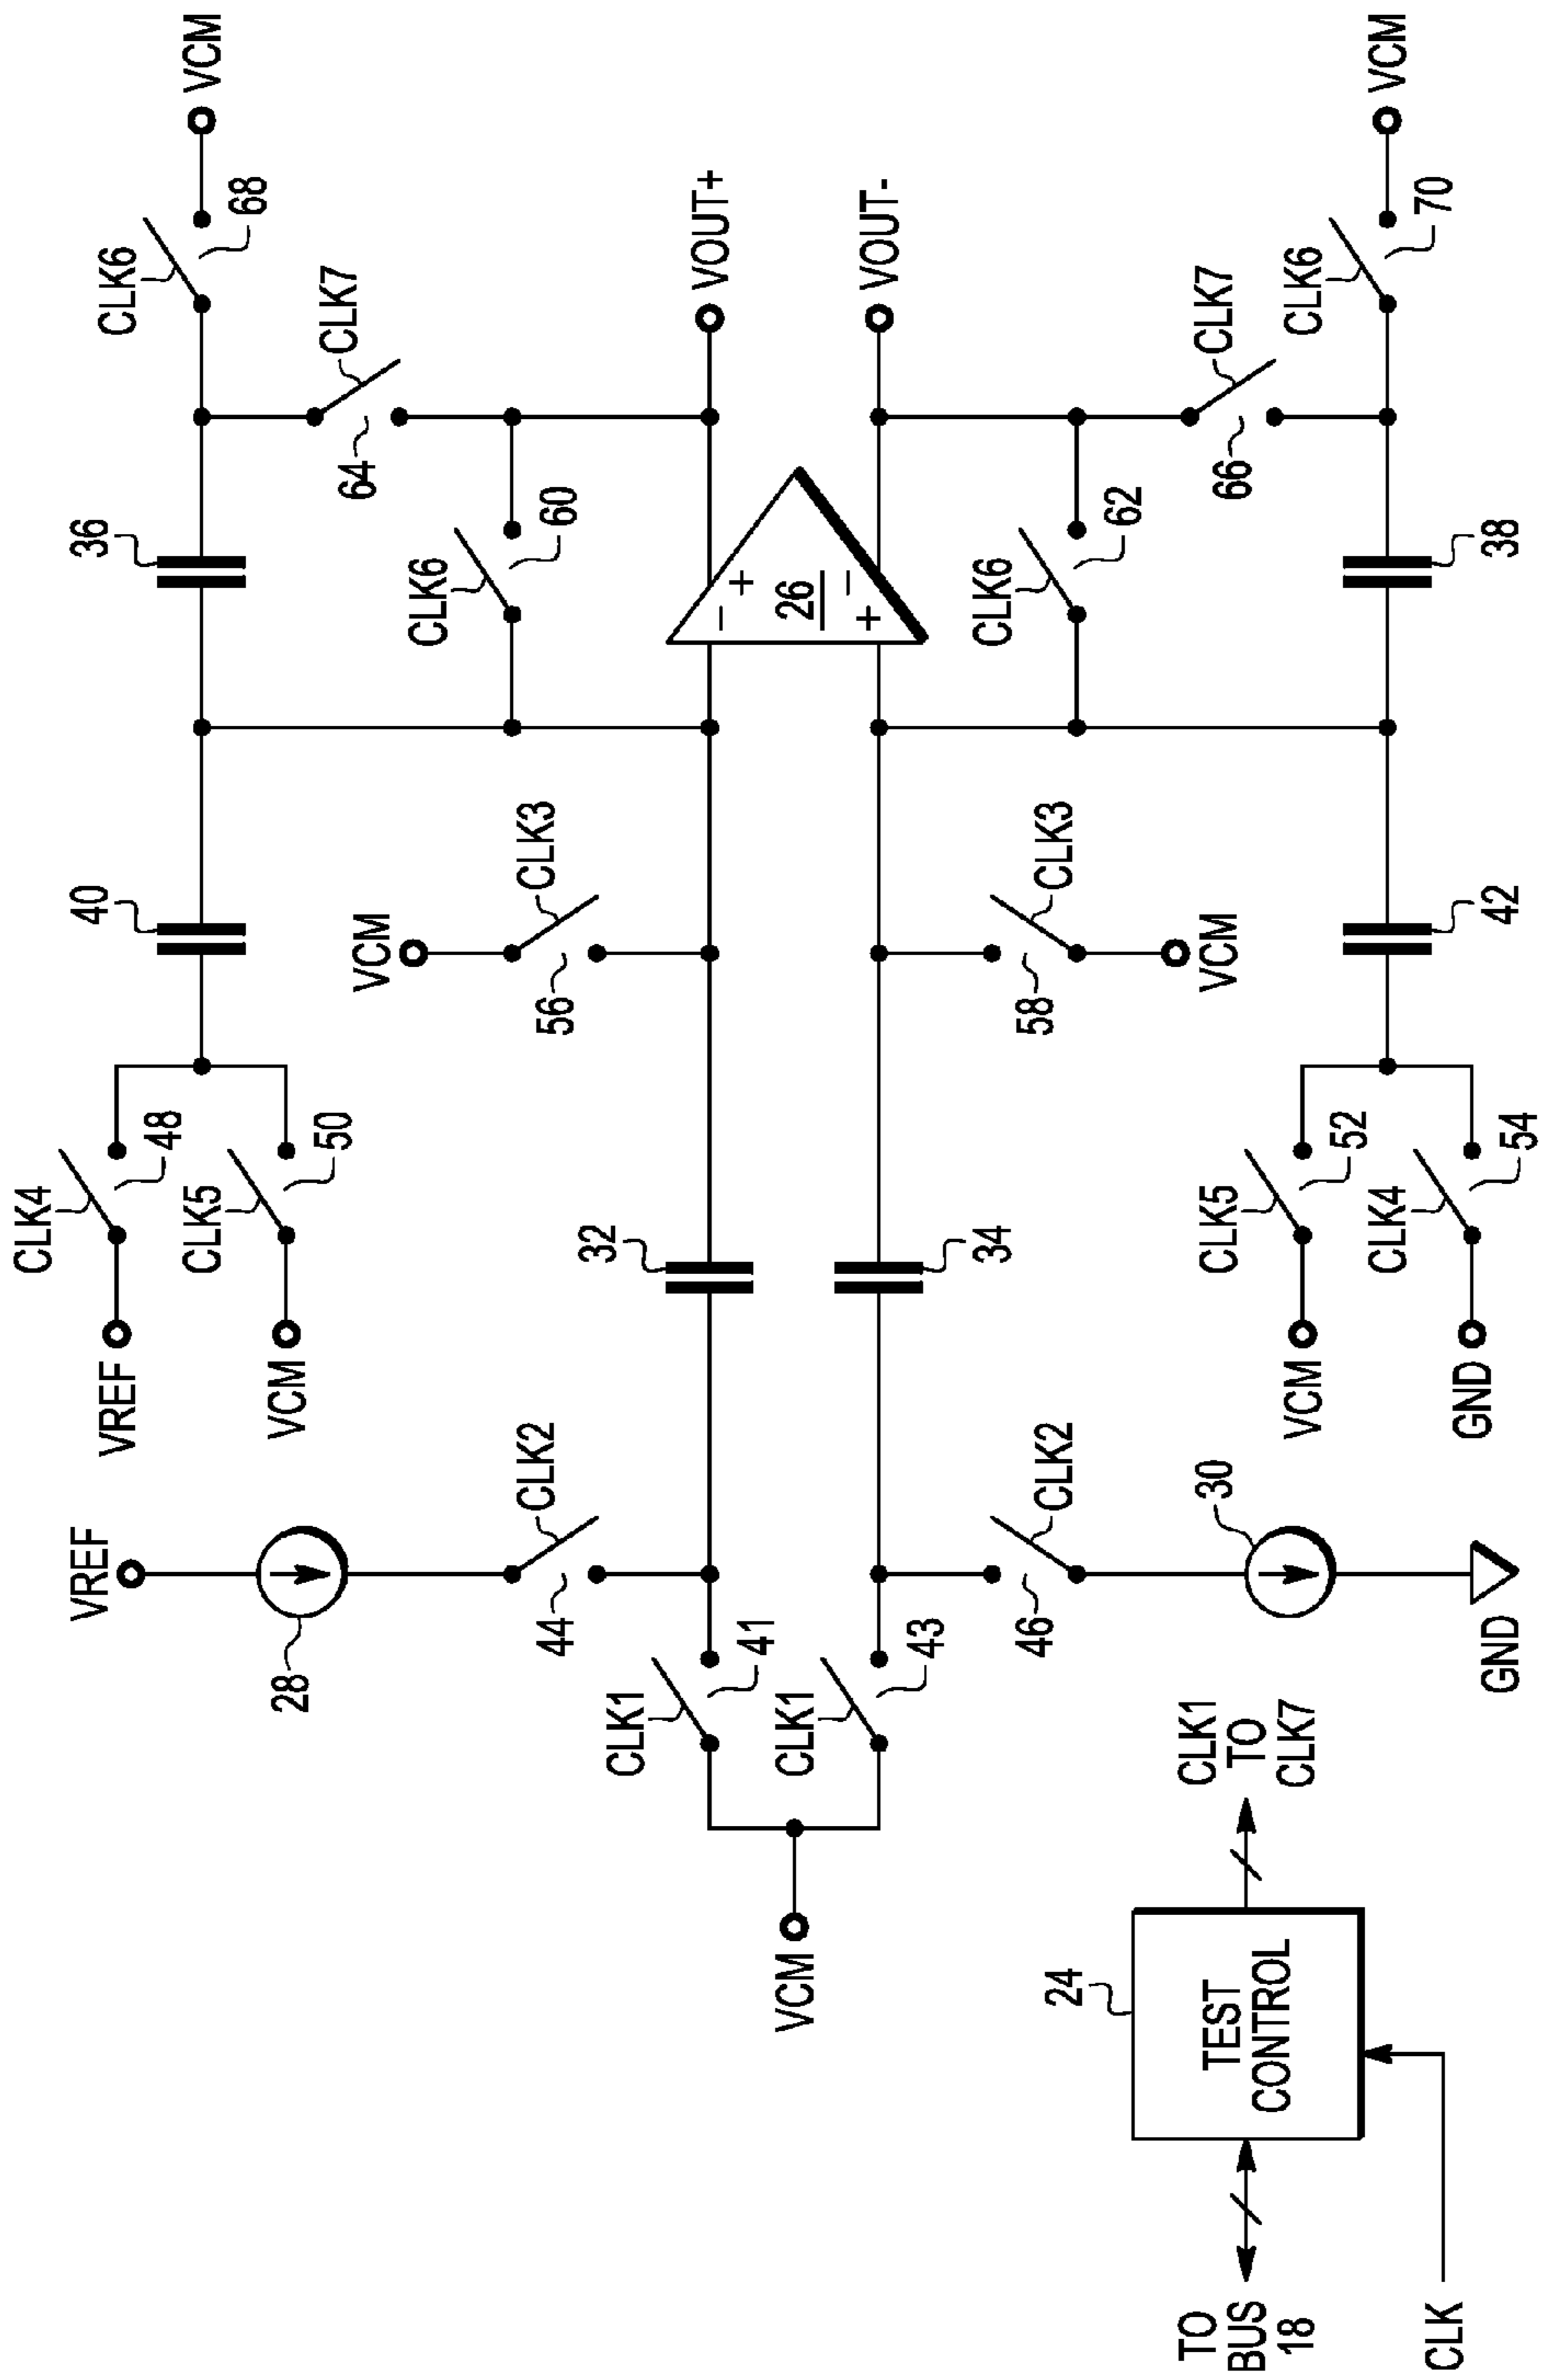 CLK6
68
VCM
36
CLK7
64
40
CLK4
48
VREF
CLK5
50
VCM
CLK6
60
VREF
28
CLK2
44
VCM
CLK3
56
VOUT+
32
CLK1
41
-
+
26
-
+
VCM
CLK1
43
34
VOUT-
CLK6
62
CLK2
46
30
GND
CLK3
58
VCM
CLK7
66
CLK5
52
VCM
CLK4
54
GND
42
38
CLK6
70
VCM
24
TEST
CONTROL
CLK1
TO
CLK7
TO
BUS
18
CLK